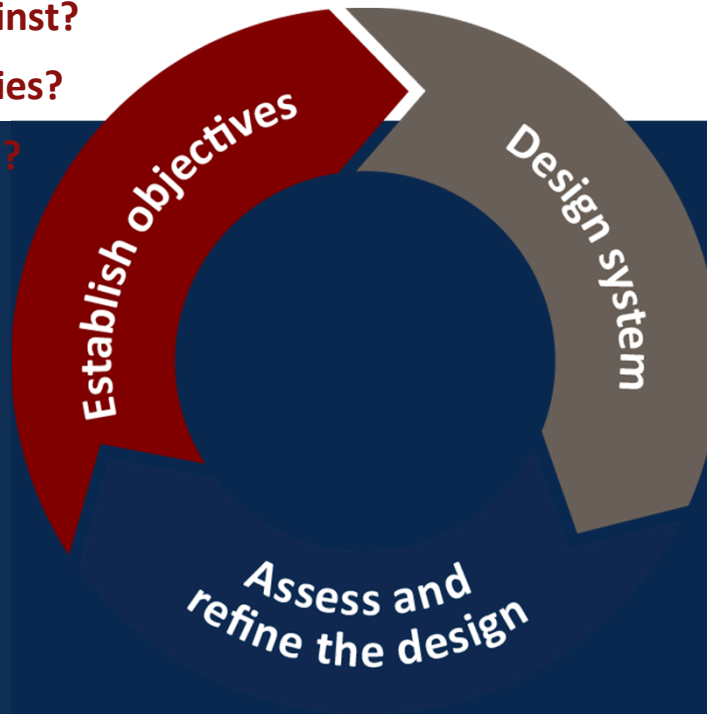 inst?
ies?
?
Establish objectives
Design system
Assess and
refine the design